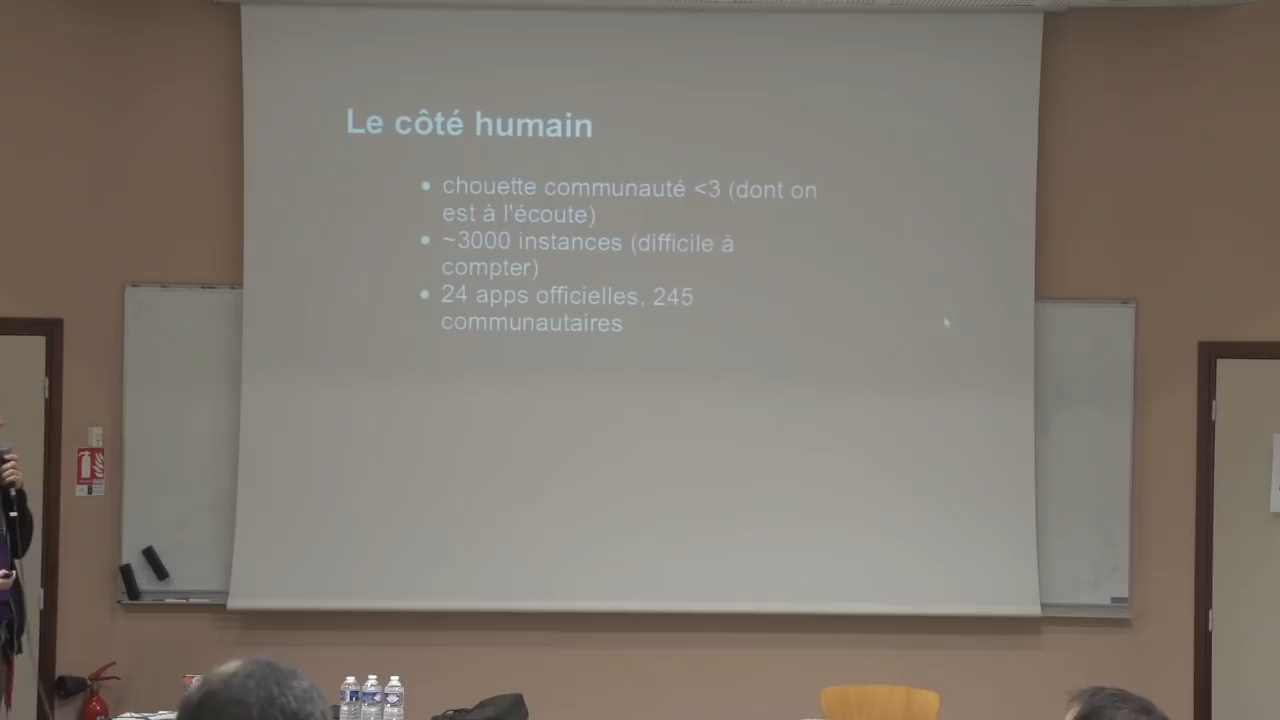 Le côté humain
chouette communauté <3 (dont on
est à l'écoute)
~3000 instances (difficile à
compter)
24 apps officielles, 245
communautaires